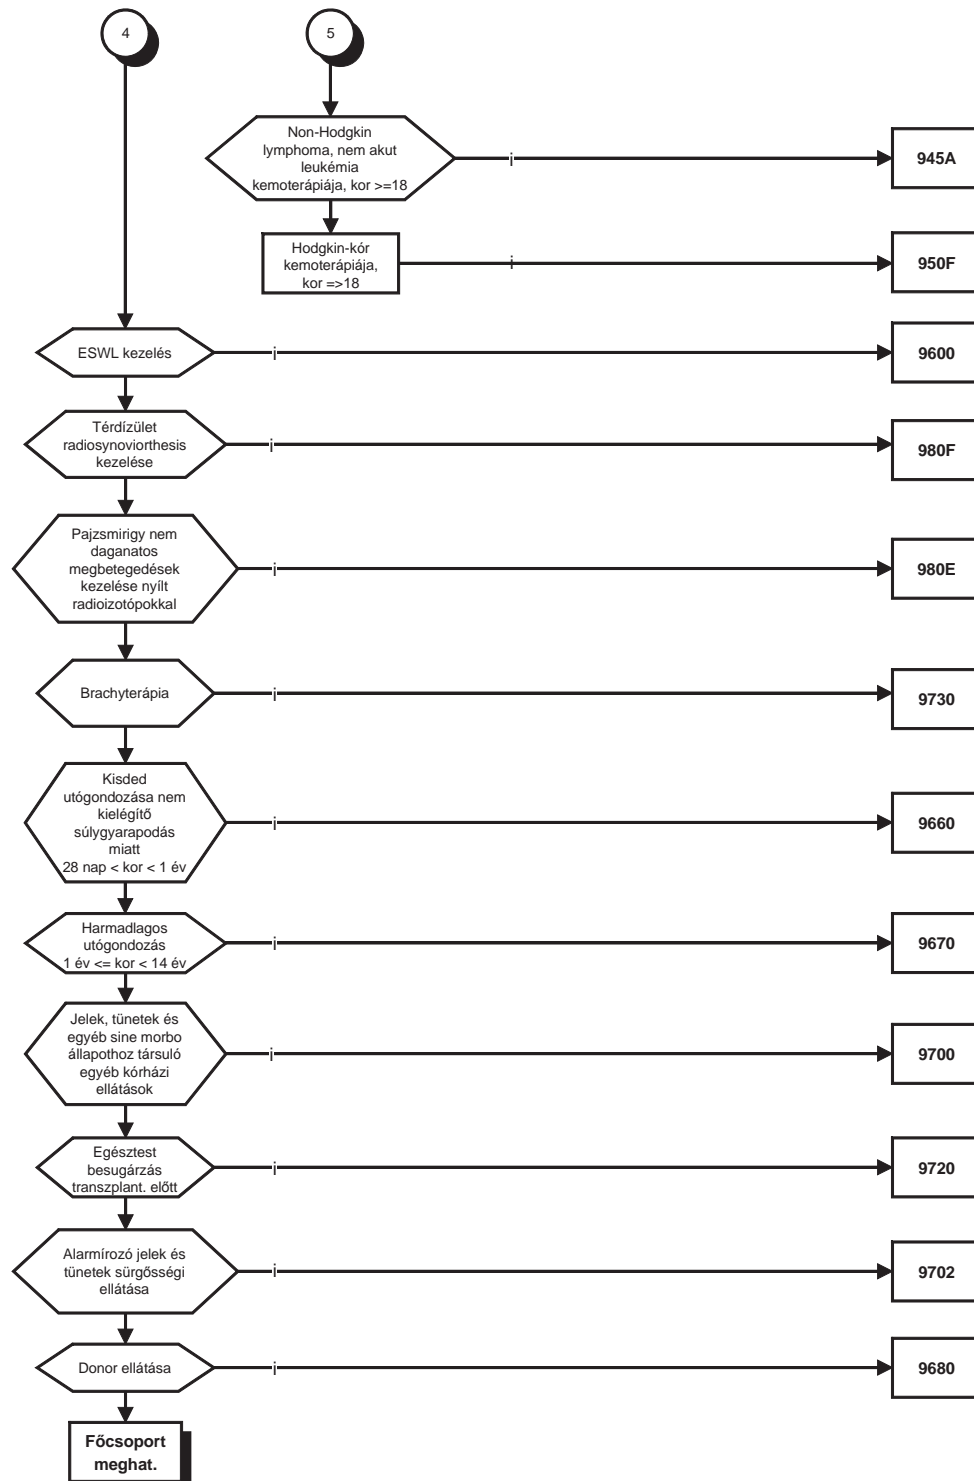 4
5
Non-Hodgkin
lymphoma, nem akut
leukémia
kemoterápiája, kor >=18
i
945A
Hodgkin-kór
kemoterápiája,
kor =>18
i
950F
ESWL kezelés
i
9600
Térdízület
radiosynoviorthesis
kezelése
i
980F
Pajzsmirigy nem
daganatos
megbetegedések
kezelése nyílt
radioizotópokkal
i
980E
Brachyterápia
i
9730
Kisded
utógondozása nem
kielégítő
súlygyarapodás
miatt
28 nap < kor < 1 év
i
9660
Harmadlagos
utógondozás
1 év <= kor < 14 év
i
9670
Jelek, tünetek és
egyéb sine morbo
állapothoz társuló
egyéb kórházi
ellátások
i
9700
Egésztest
besugárzás
transzplant. előtt
i
9720
Alarmírozó jelek és
tünetek sürgősségi
ellátása
i
9702
Donor ellátása
i
9680
Főcsoport
meghat.